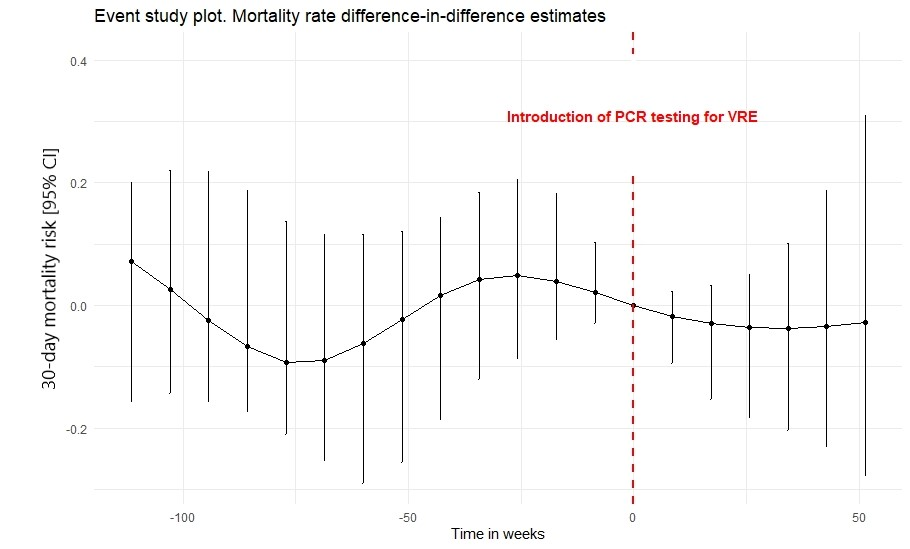 Event study plot. Mortality rate difference-in-difference estimates
0.4
Introduction of PCR testing for VRE
0.2
0.0
-0.2
30-day mortality risk [95% CI]
-100
-50
0
50
Time in weeks